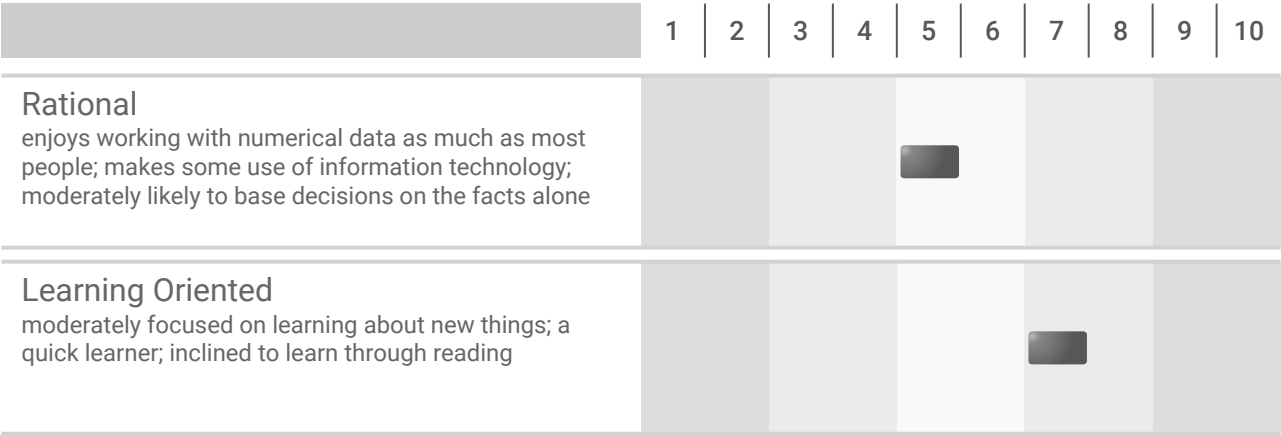 1 2 3 4 5 6 7 8 9 10
Rational
enjoys working with numerical data as much as most
people; makes some use of information technology;
moderately likely to base decisions on the facts alone
Learning Oriented
moderately focused on learning about new things; a
quick learner; inclined to learn through reading